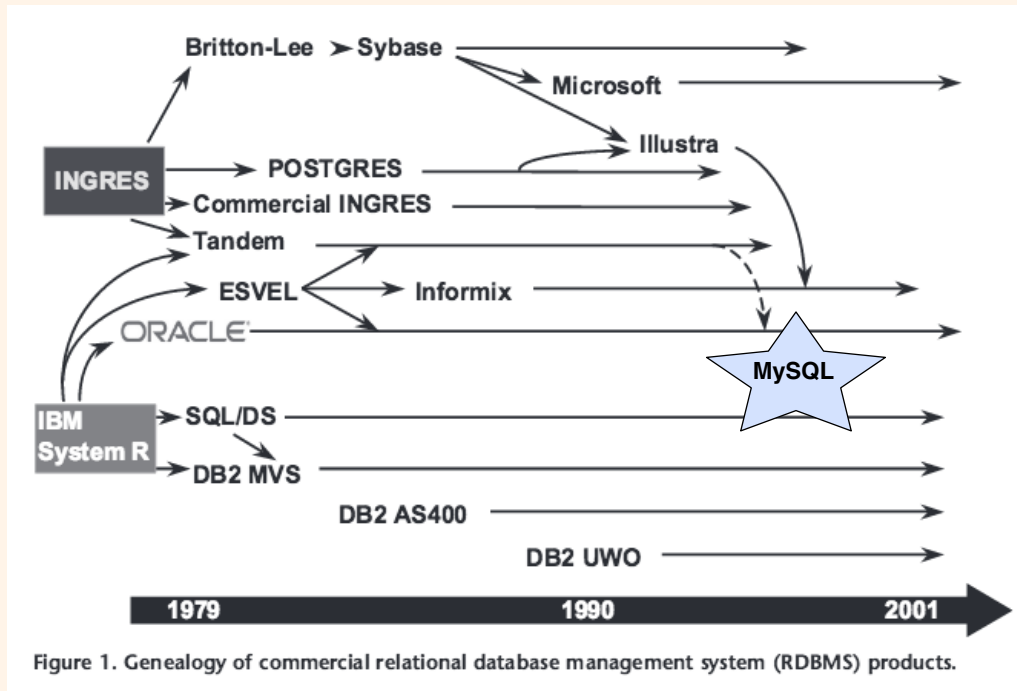 Britton-Lee
Sybase
Microsoft
Illustra
INGRES
POSTGRES
Commercial INGRES
Tandem
ESVEL
Informix
ORACLE
MySQL
IBM
System R
SQL/DS
DB2 MVS
DB2 AS400
DB2 UWO
1979 1990 2001
Figure 1. Genealogy of commercial relational database management system (RDBMS) products.